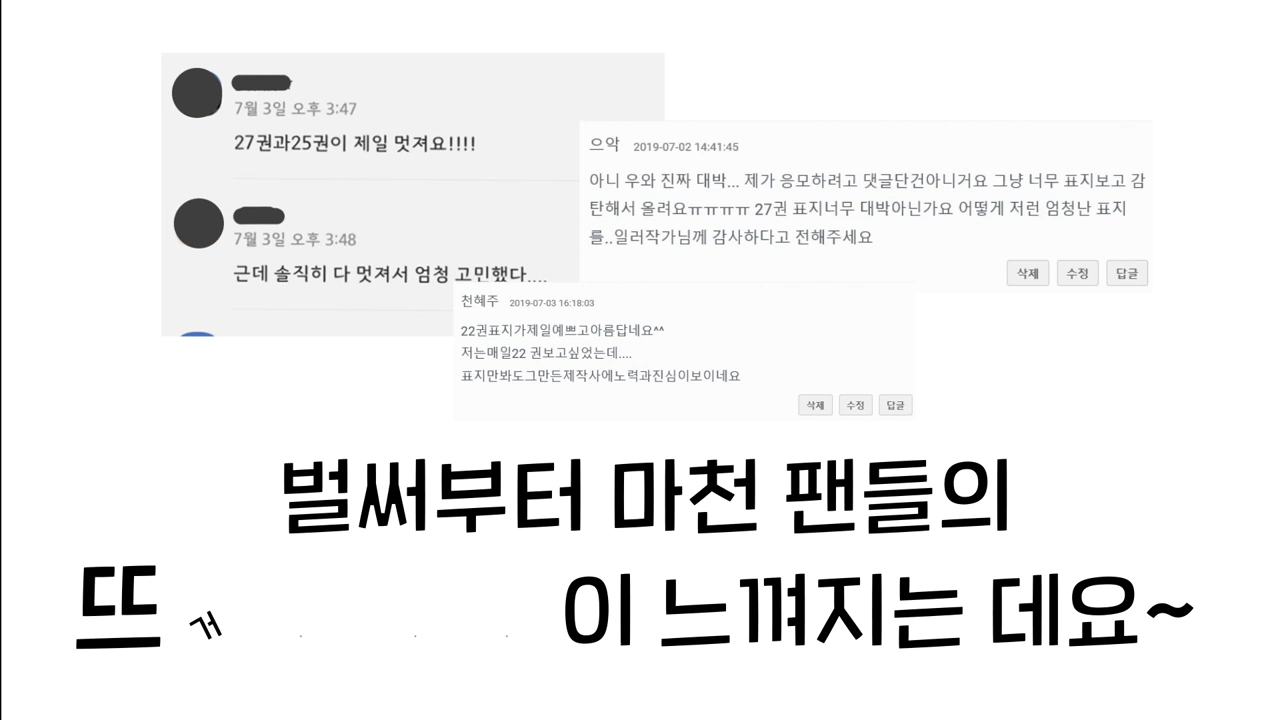 7월 3일 오후 3:47
27권과25권이 제일 멋져요!!!!
7월 3일 오후 3:48
근데 솔직히 다 멋져서 엄청 고민했다....
으악 2019-07-02 14:41:45
아니 우와 진짜 대박... 제가 응모하려고 댓글단건아니거요 그냥 너무 표지보고 감
탄해서 올려요ㅠㅠㅠㅠ 27권 표지너무 대박아닌가요 어떻게 저런 엄청난 표지
를..일러작가님께 감사하다고 전해주세요
삭제 수정 답글
천혜주 2019-07-03 16:18:03
22권표지가제일예쁘고아름답네요^^
저는매일22 권보고싶었는데....
표지만봐도그만든제작사에노력과진심이보이네요
삭제 수정 답글
벌써부터 마천 팬들의
뜨거 이 느껴지는 데요~